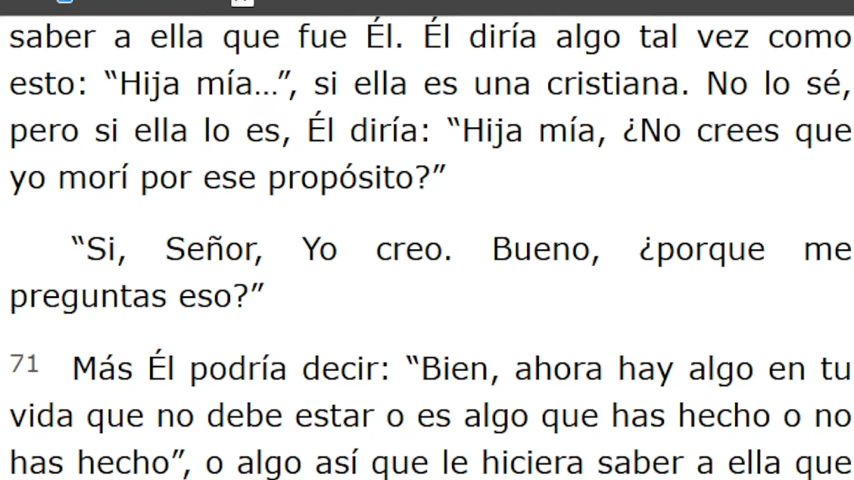 saber a ella que fue Él. Él diría algo tal vez como
esto: “Hija mía…”, si ella es una cristiana. No lo sé,
pero si ella lo es, Él diría: “Hija mía, ¿No crees que
yo morí por ese propósito?”
“Si, Señor, Yo creo. Bueno, ¿porque me
preguntas eso?”
71 Más Él podría decir: “Bien, ahora hay algo en tu
vida que no debe estar o es algo que has hecho o no
has hecho”, o algo así que le hiciera saber a ella que